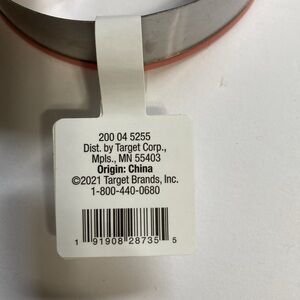 200 04 5255
Dist. by Target Corp.,
Mpls., MN 55403
Origin: China
©2021 Target Brands, Inc.
1-800-440-0680
1 91908 28735 5